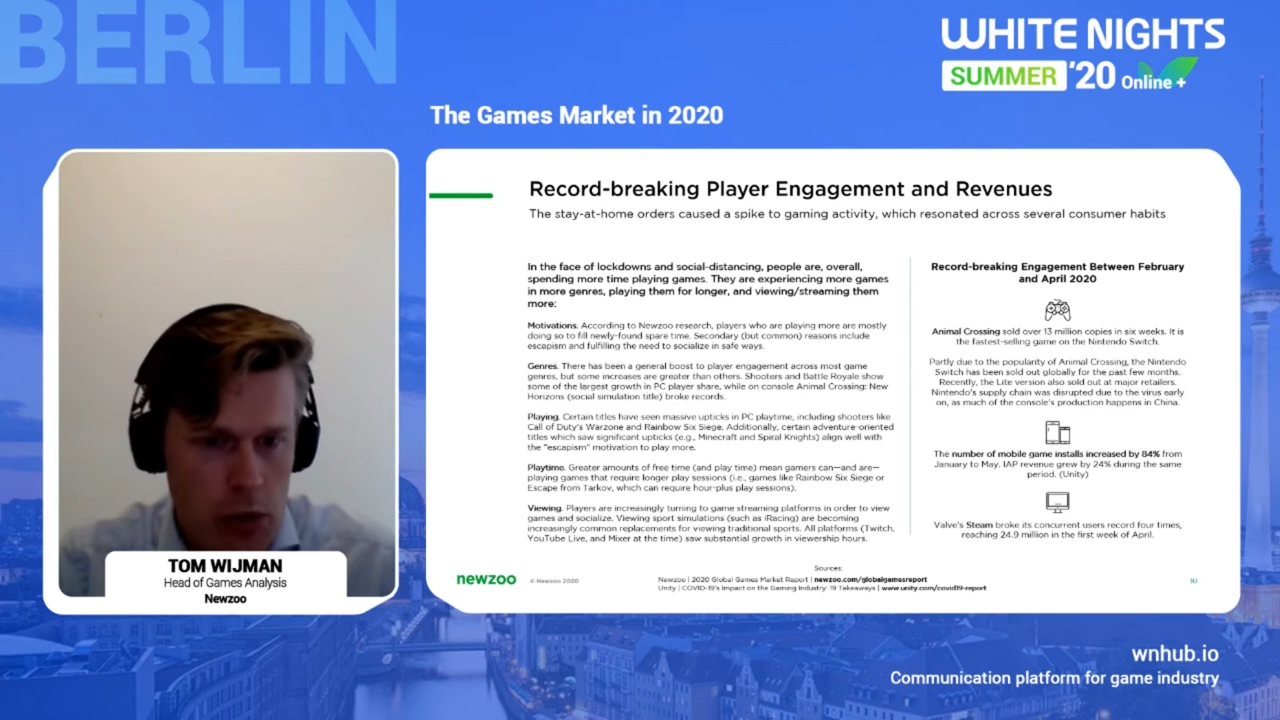 BERLIN
WHITE NIGHTS
SUMMER '20 Online +
The Games Market in 2020
Record-breaking Player Engagement and Revenues
The stay-at-home orders caused a spike to gaming activity, which resonated across several consumer habits
In the face of lockdowns and social-distancing, people are, overall,
spending more time playing games. They are experiencing more games
in more genres, playing them for longer, and viewing/streaming them
more:
Motivations. According to Newzoo research, players who are playing more are mostly
doing so to fill newly-found spare time. Secondary (but common) reasons include
escapism and fulfilling the need to socialize in safe ways.
Genres. There has been a general boost to player engagement across most game
genres, but some increases are greater than others. Shooters and Battle Royale show
some of the largest growth in PC player share, while on console Animal Crossing: New
Horizons (social simulation title) broke records.
Playing. Certain titles have seen massive upticks in PC playtime, including shooters like
Call of Duty's Warzone and Rainbow Six Siege. Additionally, certain adventure-oriented
titles which saw significant upticks (e.g., Minecraft and Spiral Knights) align well with
the "escapism" motivation to play more.
Playtime. Greater amounts of free time (and play time) mean gamers can—and are—
playing games that require longer play sessions (i.e., games like Rainbow Six Siege or
Escape from Tarkov, which can require hour-plus play sessions).
Viewing. Players are increasingly turning to game streaming platforms in order to view
games and socialize. Viewing sport simulations (such as iRacing) are becoming
increasingly common replacements for viewing traditional sports. All platforms (Twitch,
YouTube Live, and Mixer at the time) saw substantial growth in viewership hours.
Record-breaking Engagement Between February
and April 2020
Animal Crossing sold over 13 million copies in six weeks. It is
the fastest-selling game on the Nintendo Switch.
Partly due to the popularity of Animal Crossing, the Nintendo
Switch has been sold out globally for the past few months.
Recently, the Lite version also sold out at major retailers.
Nintendo's supply chain was disrupted due to the virus early
on, as much of the console's production happens in China.
The number of mobile game installs increased by 84% from
January to May. IAP revenue grew by 24% during the same
period. (Unity)
Valve's Steam broke its concurrent users record four times,
reaching 24.9 million in the first week of April.
Sources:
Newzoo | 2020 Global Games Market Report | newzoo.com/globalgamesreport
Unity | COVID-19's Impact on the Gaming Industry: 19 Takeaways | www.unity.com/covid19-report
newzoo
© Newzoo 2020
10
TOM WIJMAN
Head of Games Analysis
Newzoo
wnhub.io
Communication platform for game industry